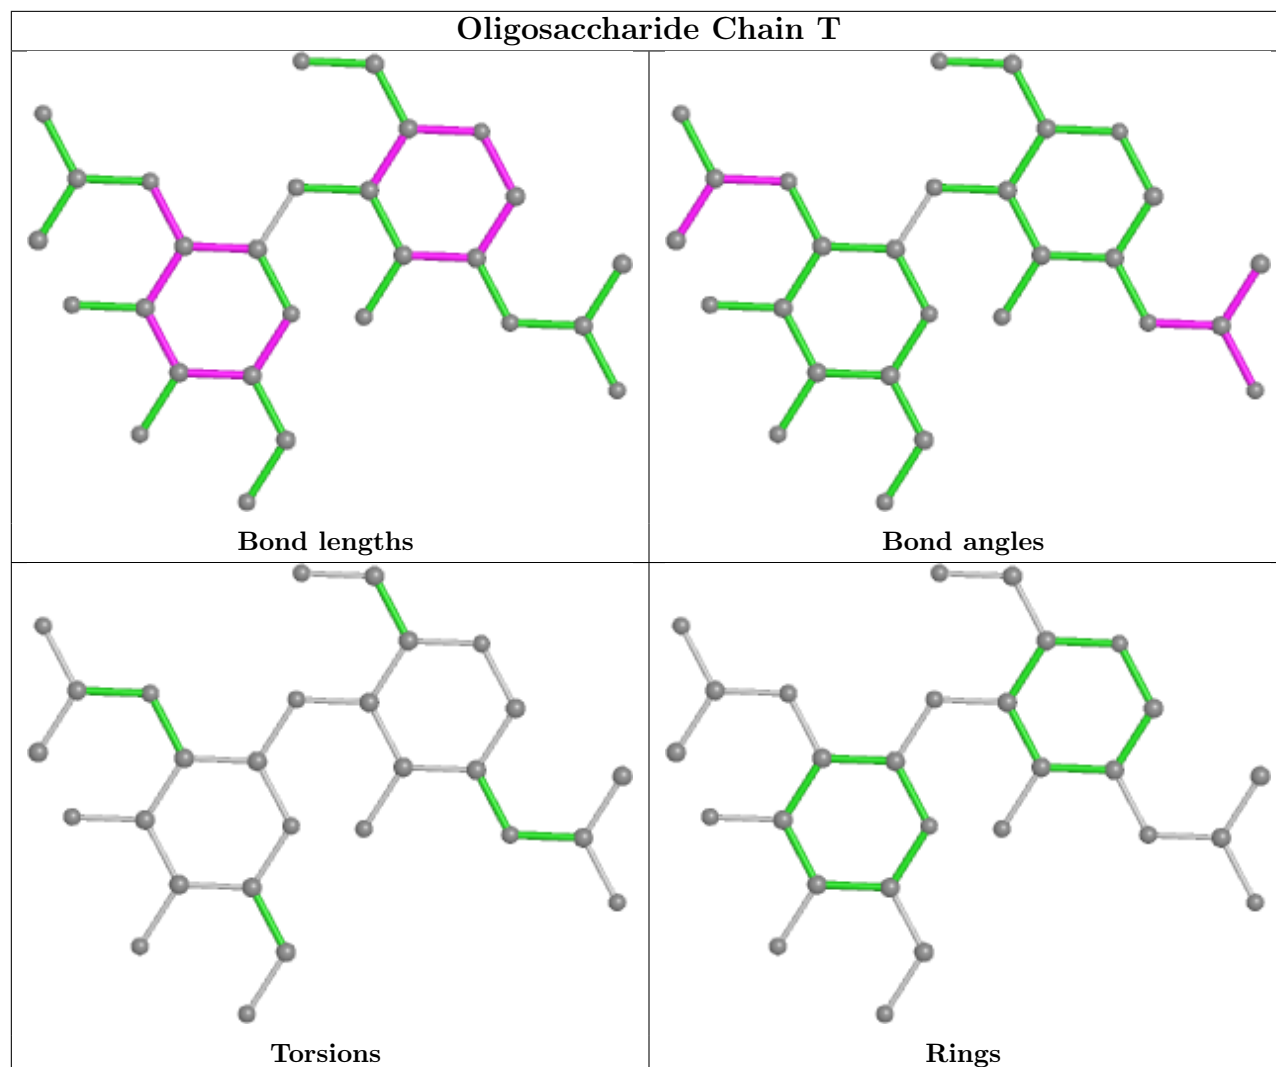 Oligosaccharide Chain T
Bond lengths
Bond angles
Torsions
Rings